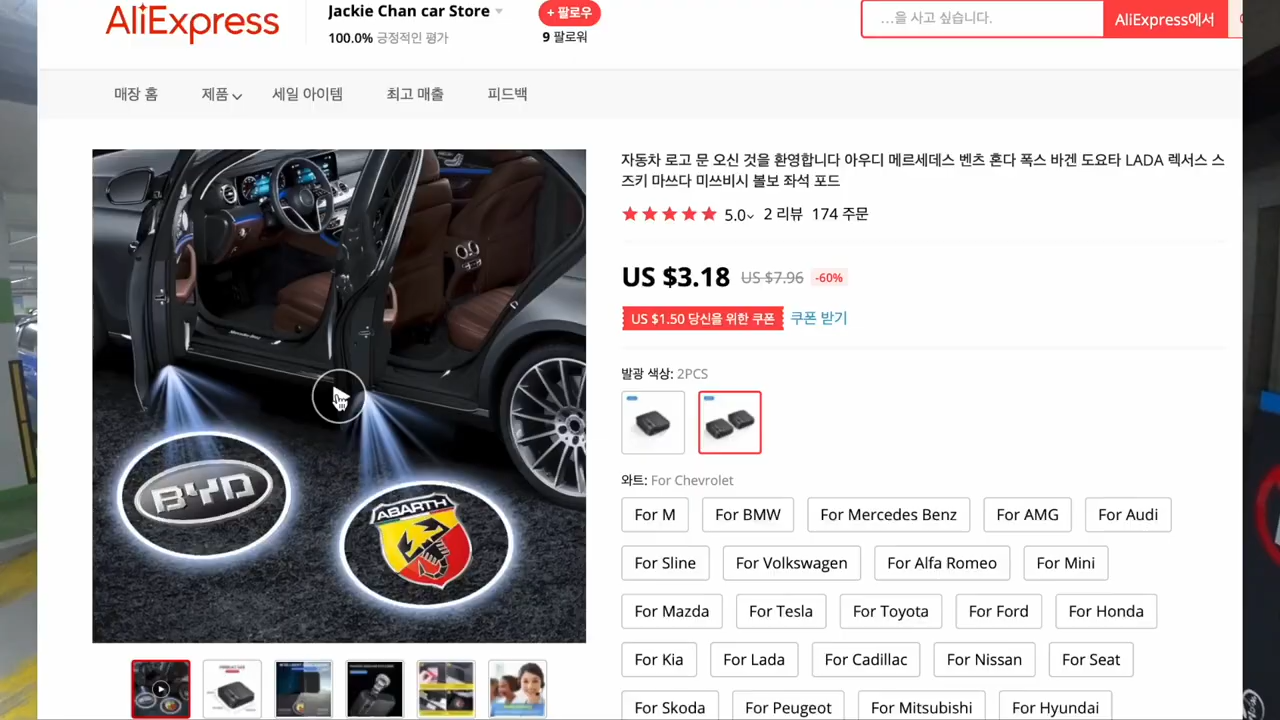 AliExpress
Jackie Chan car Store
+ 팔로우
100.0% 긍정적인 평가
9 팔로워
...을 사고 싶습니다.
AliExpress에서
매장 홈
제품
세일 아이템
최고 매출
피드백
자동차 로고 문 오신 것을 환영합니다 아우디 메르세데스 벤츠 혼다 폭스 바겐 도요타 LADA 렉서스 스
즈키 마쓰다 미쓰비시 볼보 좌석 포드
5.0 2 리뷰 174 주문
US $3.18 US $7.96 -60%
US $1.50 당신을 위한 쿠폰 쿠폰 받기
발광 색상: 2PCS
와트: For Chevrolet
For M
For BMW
For Mercedes Benz
For AMG
For Audi
For Sline
For Volkswagen
For Alfa Romeo
For Mini
For Mazda
For Tesla
For Toyota
For Ford
For Honda
For Kia
For Lada
For Cadillac
For Nissan
For Seat
For Skoda
For Peugeot
For Mitsubishi
For Hyundai
BYD
ABARTH